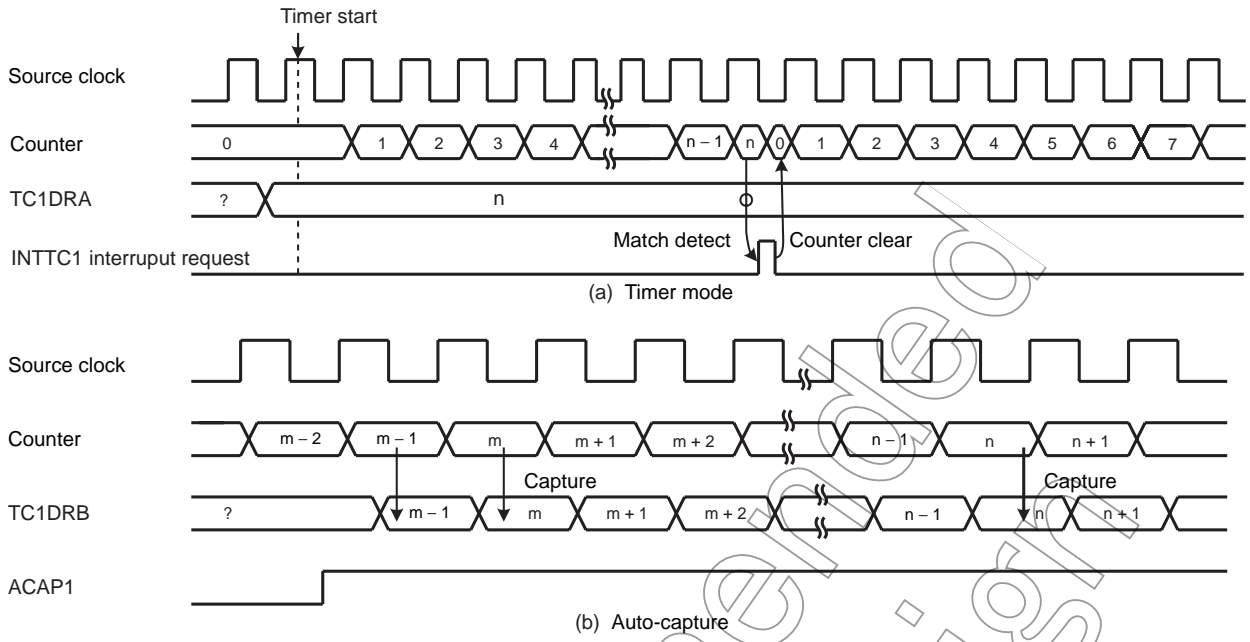 Timer start
Source clock
Counter 0 1 2 3 4 n – 1 n 0 1 2 3 4 5 6 7
TC1DRA ? n
Match detect Counter clear
INTTC1 interruput request
(a) Timer mode
Source clock
Counter m – 2 m – 1 m m + 1 m + 2 n – 1 n n + 1
Capture Capture
TC1DRB ? m – 1 m m + 1 m + 2 n – 1 n n + 1
ACAP1
(b) Auto-capture